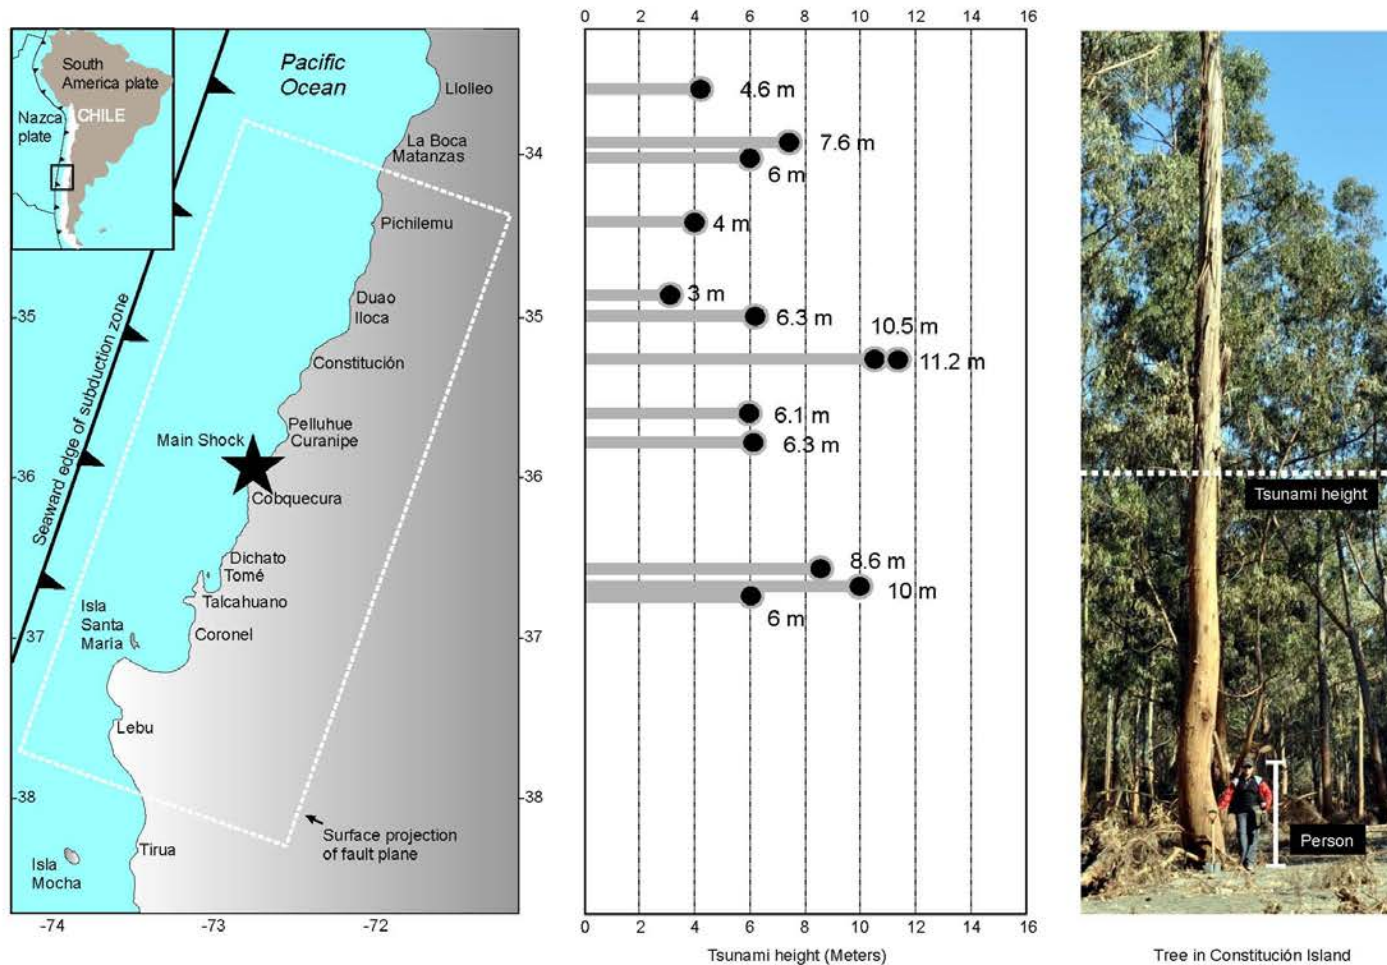 South
America plate
Nazca
plate
CHILE
Pacific
Ocean
Seaward edge of subduction zone
Llolleo
La Boca
Matanzas
Pichilemu
Duao
Iloca
Constitución
Pelluhue
Curanipe
Main Shock
Cobquecura
Dichato
Tomé
Talcahuano
Coronel
Isla
Santa
María
Lebu
Tirua
Isla
Mocha
Surface projection
of fault plane
-34
-35
-36
-37
-38
-34
-35
-36
-37
-38
-74
-73
-72
0 2 4 6 8 10 12 14 16
4.6 m
7.6 m
6 m
4 m
3 m
6.3 m
10.5 m
11.2 m
6.1 m
6.3 m
8.6 m
10 m
6 m
0 2 4 6 8 10 12 14 16
Tsunami height (Meters)
Tsunami height
Person
Tree in Constitución Island